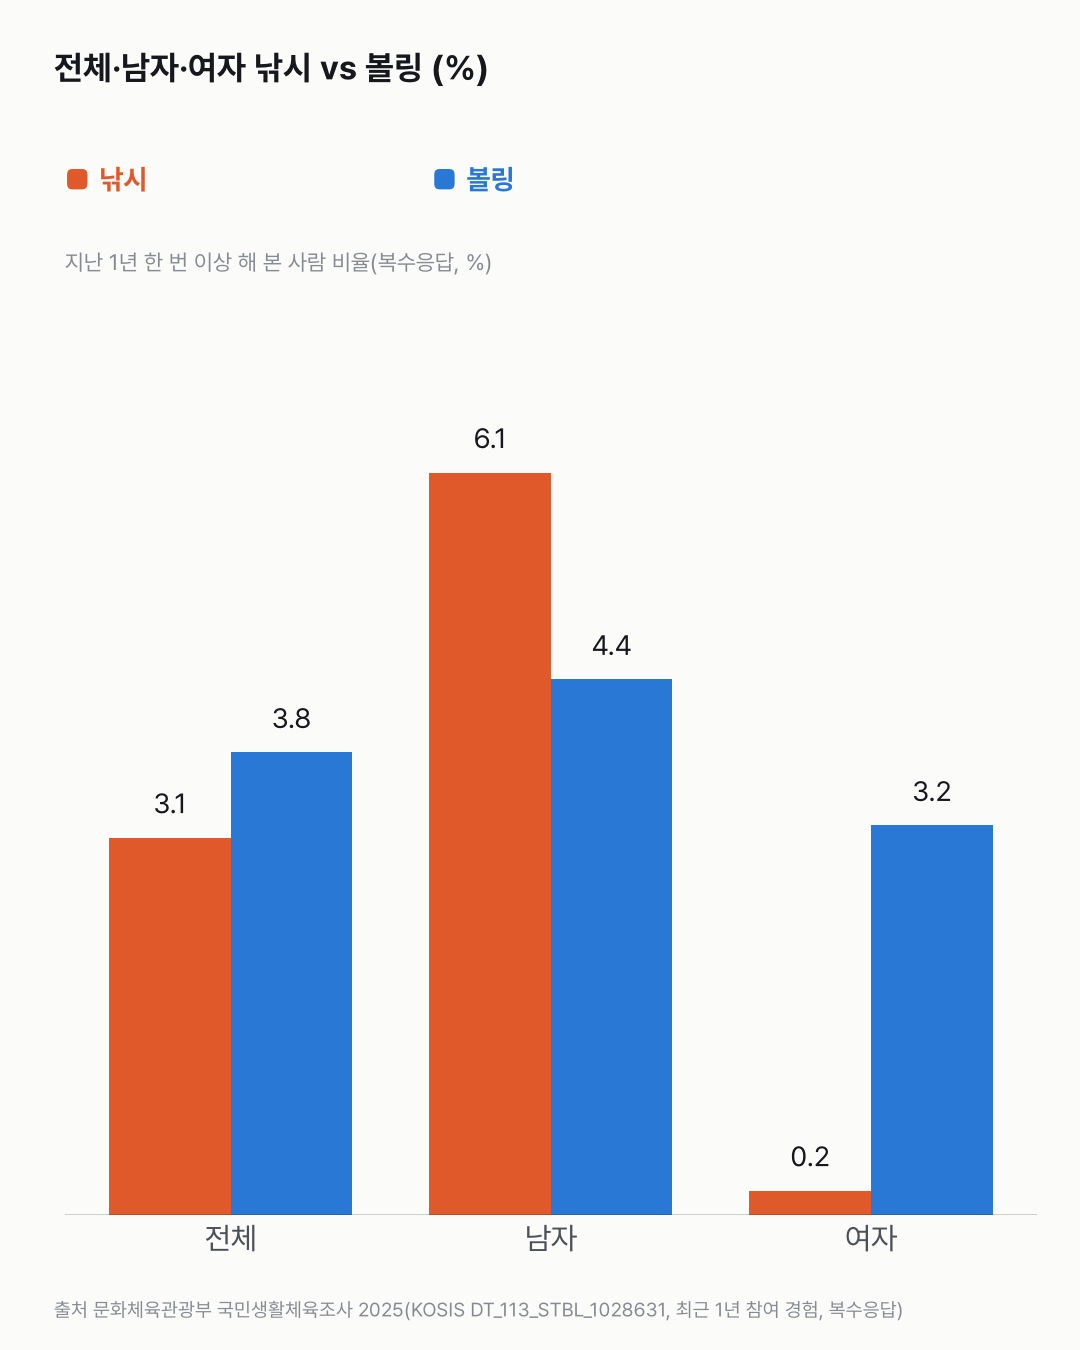 전체·남자·여자 낚시 vs 볼링 (%)
낚시
볼링
지난 1년 한 번 이상 해 본 사람 비율(복수응답, %)
6.1
4.4
3.8
3.1
3.2
0.2
전체
남자
여자
출처 문화체육관광부 국민생활체육조사 2025(KOSIS DT_113_STBL_1028631, 최근 1년 참여 경험, 복수응답)